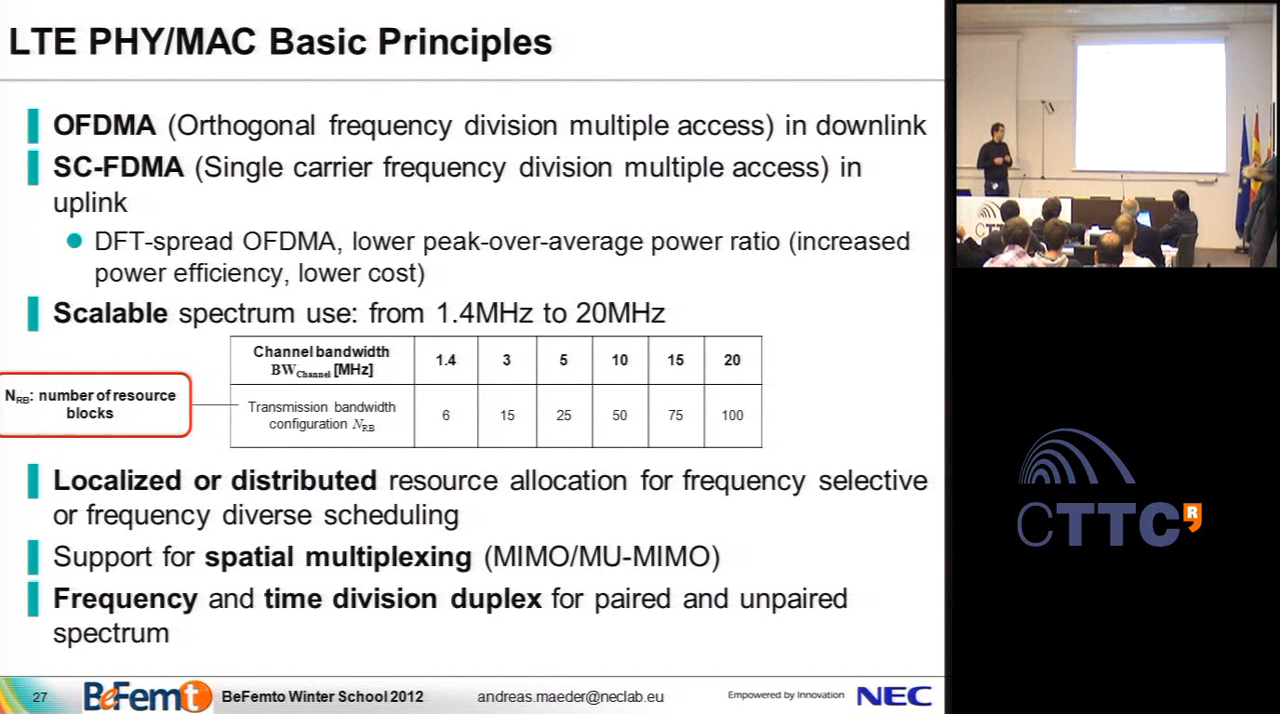 LTE PHY/MAC Basic Principles
OFDMA (Orthogonal frequency division multiple access) in downlink
SC-FDMA (Single carrier frequency division multiple access) in
uplink
DFT-spread OFDMA, lower peak-over-average power ratio (increased
power efficiency, lower cost)
Scalable spectrum use: from 1.4MHz to 20MHz
Channel bandwidth
BWChannel [MHz]
1.4 3 5 10 15 20
NRB: number of resource
blocks
Transmission bandwidth
configuration NRB
6 15 25 50 75 100
Localized or distributed resource allocation for frequency selective
or frequency diverse scheduling
Support for spatial multiplexing (MIMO/MU-MIMO)
Frequency and time division duplex for paired and unpaired
spectrum
27 BeFemto BeFemto Winter School 2012 andreas.maeder@neclab.eu Empowered by Innovation NEC
CTTC
R